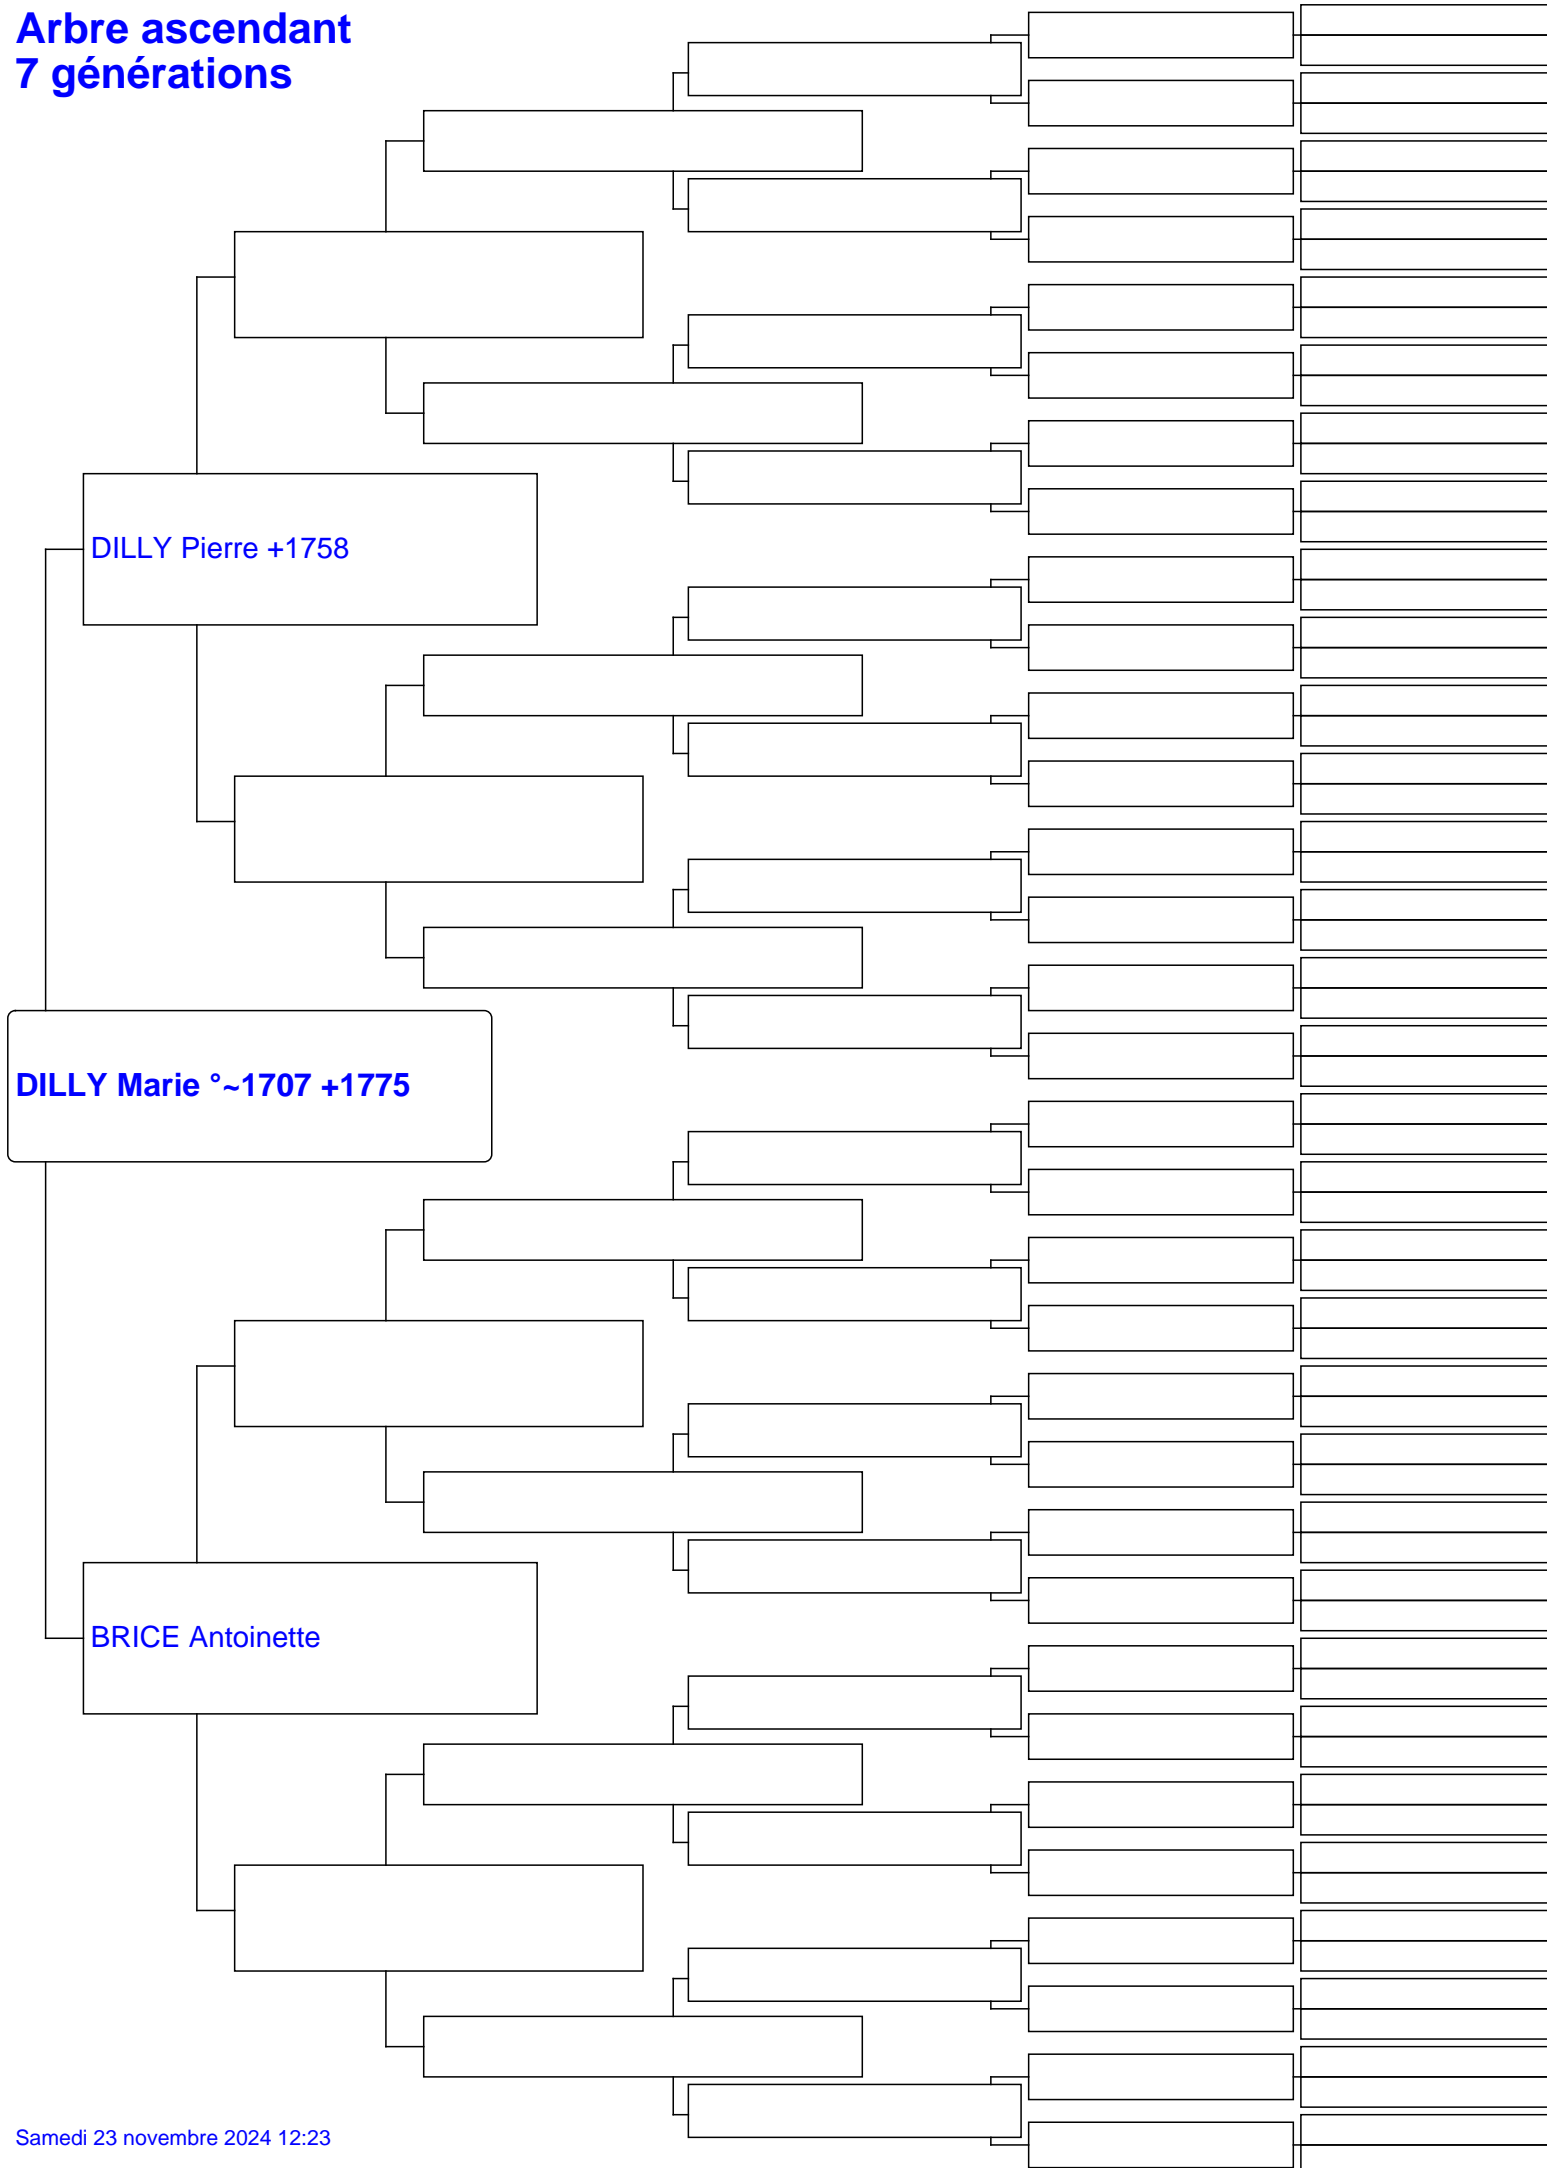 Arbre ascendant
7 générations
DILLY Pierre +1758
DILLY Marie °~1707 +1775
BRICE Antoinette
Samedi 23 novembre 2024 12:23